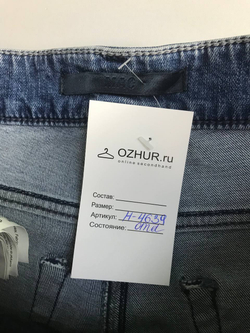 OZHUR.ru
online secondhand
Состав:
Размер:
Артикул: H-4639
Состояние: отл.